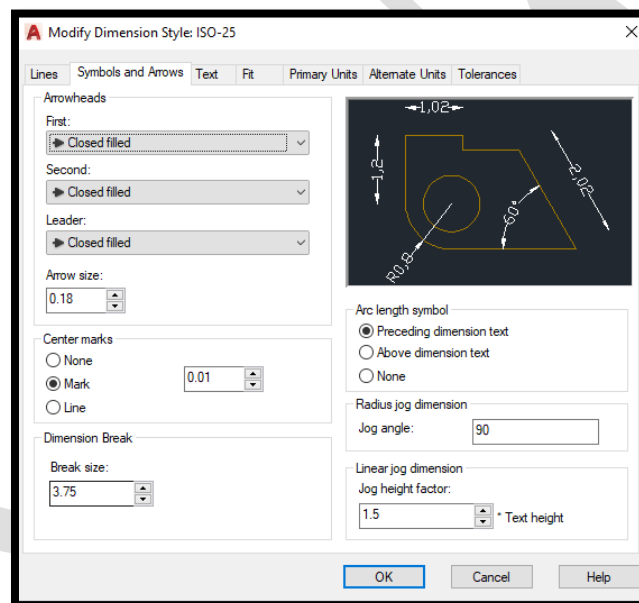 Modify Dimension Style: ISO-25
Lines Symbols and Arrows Text Fit Primary Units Alternate Units Tolerances
Arrowheads
First:
Closed filled
Second:
Closed filled
Leader:
Closed filled
Arrow size:
0.18
Center marks
None
Mark
0.01
Line
Dimension Break
Break size:
3.75
1,02
1,2
2,02
60°
R0,8
Arc length symbol
Preceding dimension text
Above dimension text
None
Radius jog dimension
Jog angle: 90
Linear jog dimension
Jog height factor:
1.5 * Text height
OK Cancel Help